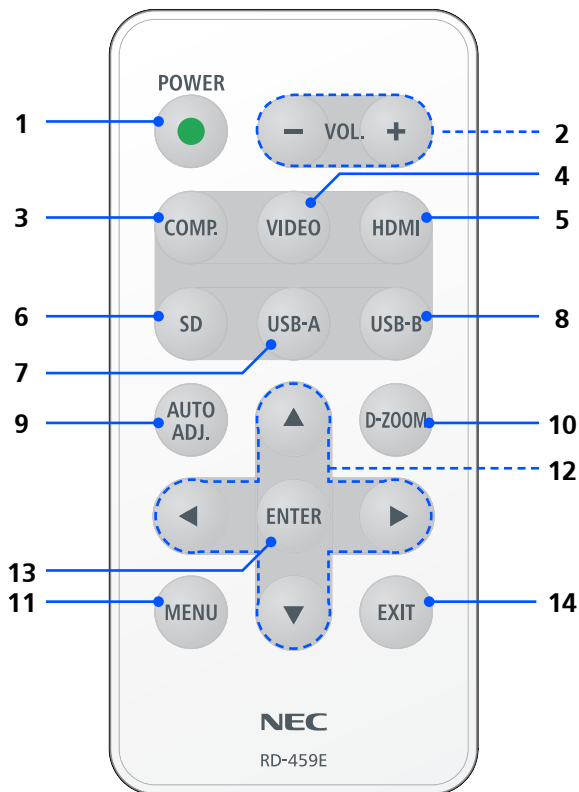 POWER
1
VOL.
2
4
3
COMP.
VIDEO
HDMI
5
6
SD
USB-A
USB-B
8
7
9
AUTO
ADJ.
D-ZOOM
10
12
ENTER
13
11
MENU
EXIT
14
NEC
RD-459E